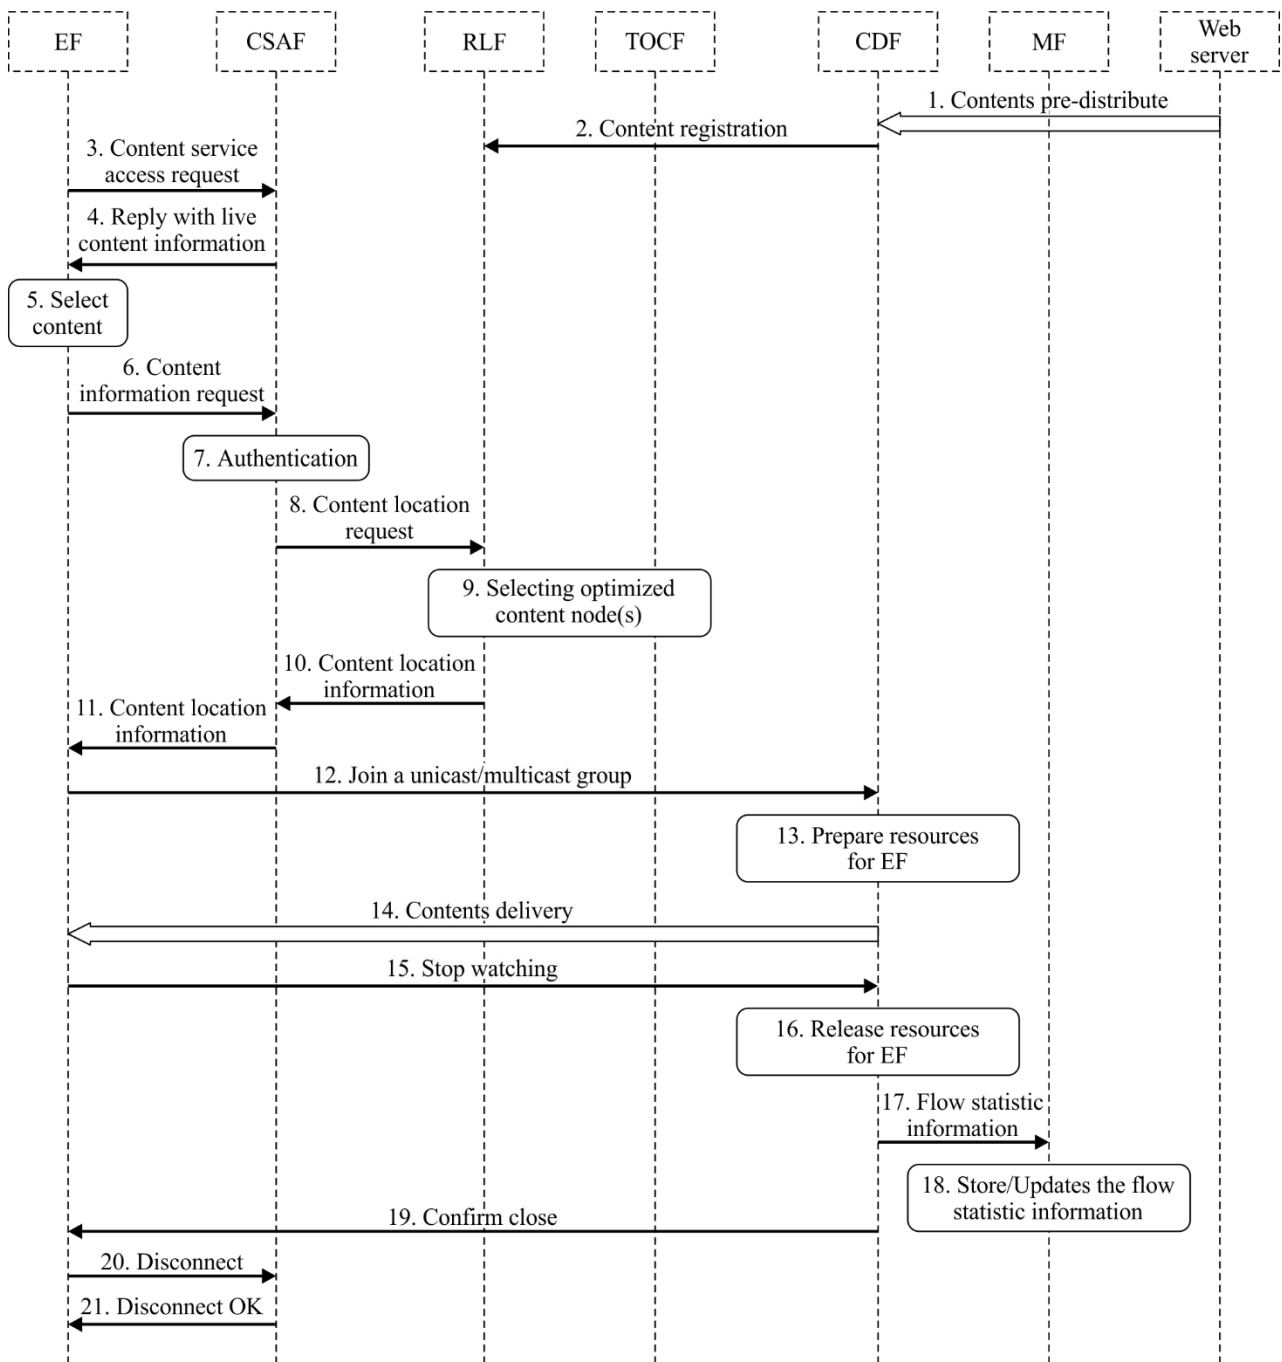 EF
CSAF
RLF
TOCF
CDF
MF
Web
server
1. Contents pre-distribute
2. Content registration
3. Content service
access request
4. Reply with live
content information
5. Select
content
6. Content
information request
7. Authentication
8. Content location
request
9. Selecting optimized
content node(s)
10. Content location
information
11. Content location
information
12. Join a unicast/multicast group
13. Prepare resources
for EF
14. Contents delivery
15. Stop watching
16. Release resources
for EF
17. Flow statistic
information
18. Store/Updates the flow
statistic information
19. Confirm close
20. Disconnect
21. Disconnect OK